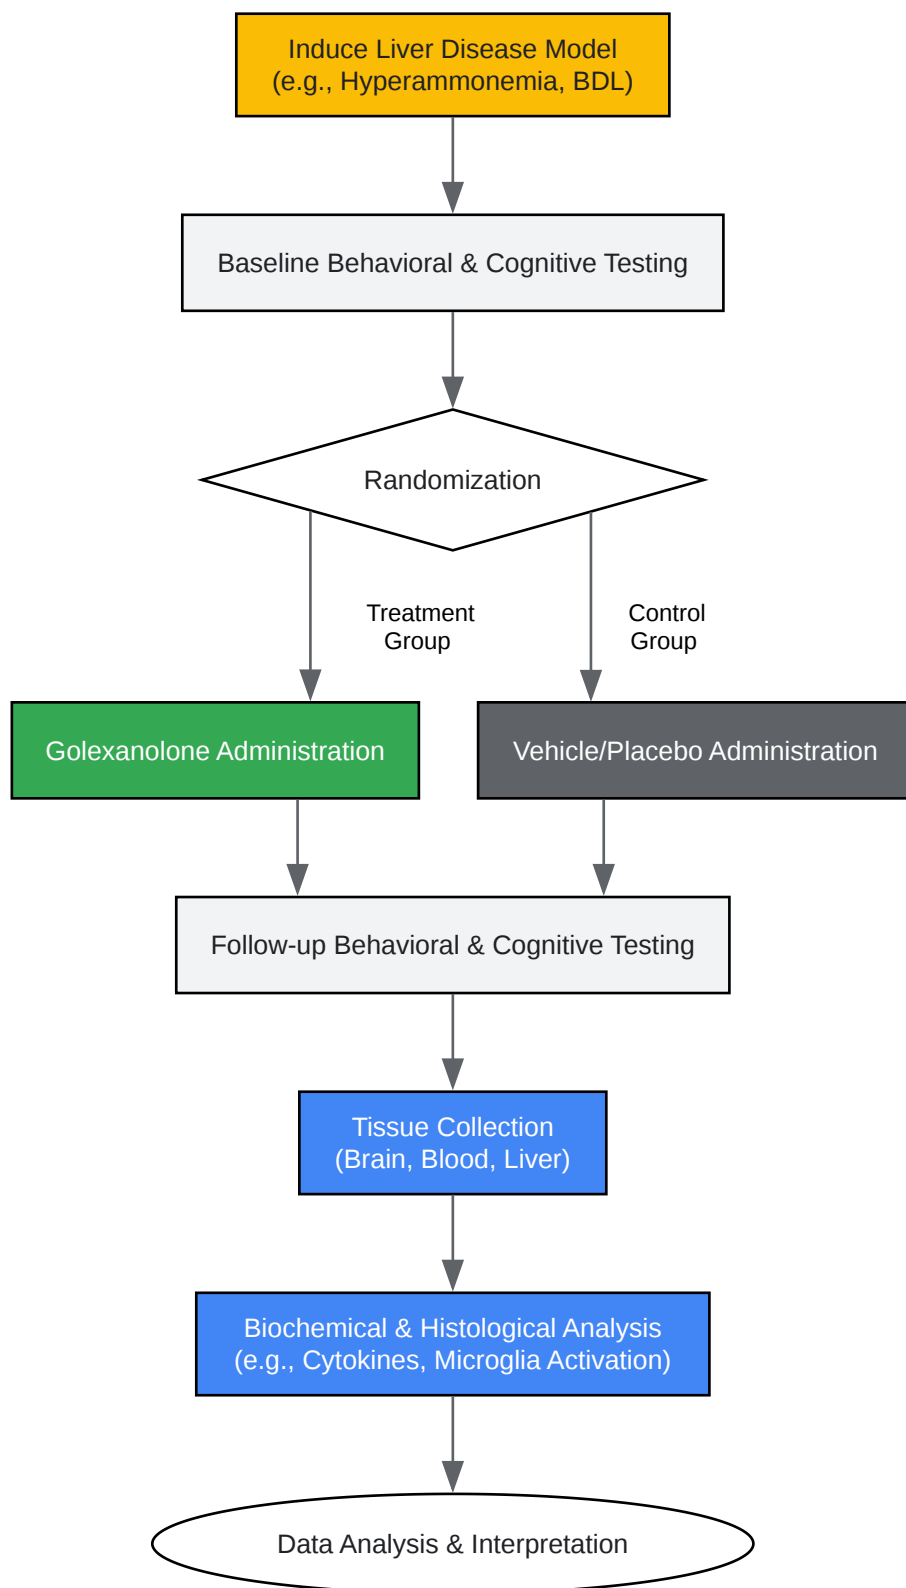 Induce Liver Disease Model
(e.g., Hyperammonemia, BDL)
Baseline Behavioral & Cognitive Testing
Randomization
Treatment
Group
Control
Group
Golexanolone Administration
Vehicle/Placebo Administration
Follow-up Behavioral & Cognitive Testing
Tissue Collection
(Brain, Blood, Liver)
Biochemical & Histological Analysis
(e.g., Cytokines, Microglia Activation)
Data Analysis & Interpretation